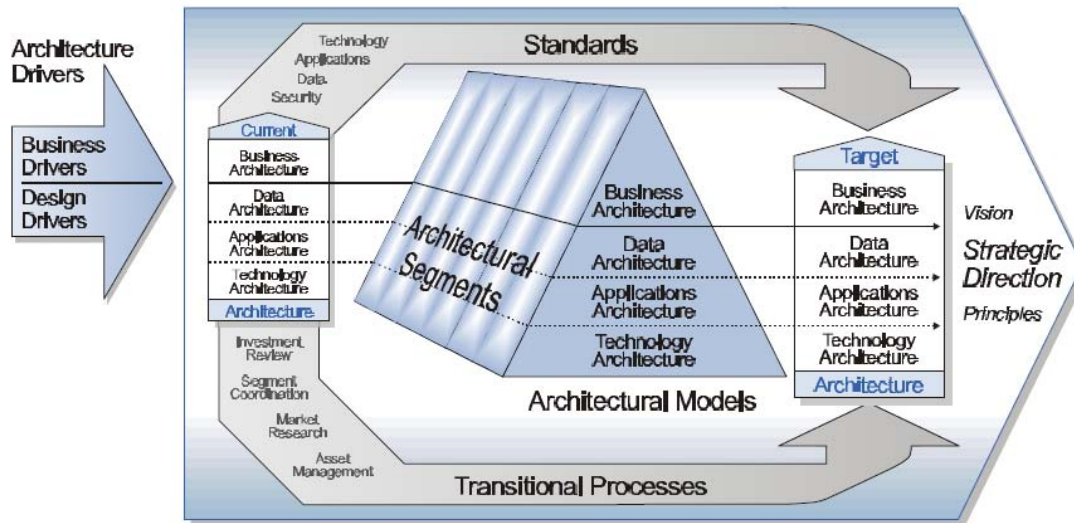 Architecture
Drivers
Business
Drivers
Design
Drivers
Technology
Applications
Data
Security
Standards
Current
Business
Architecture
Data
Architecture
Applications
Architecture
Technology
Architecture
Architecture
Investment
Review
Segment
Coordination
Market
Research
Asset
Management
Architectural
Segments
Business
Architecture
Data
Architecture
Applications
Architecture
Technology
Architecture
Architectural Models
Transitional Processes
Target
Business
Architecture
Data
Architecture
Applications
Architecture
Technology
Architecture
Architecture
Vision
Strategic
Direction
Principles